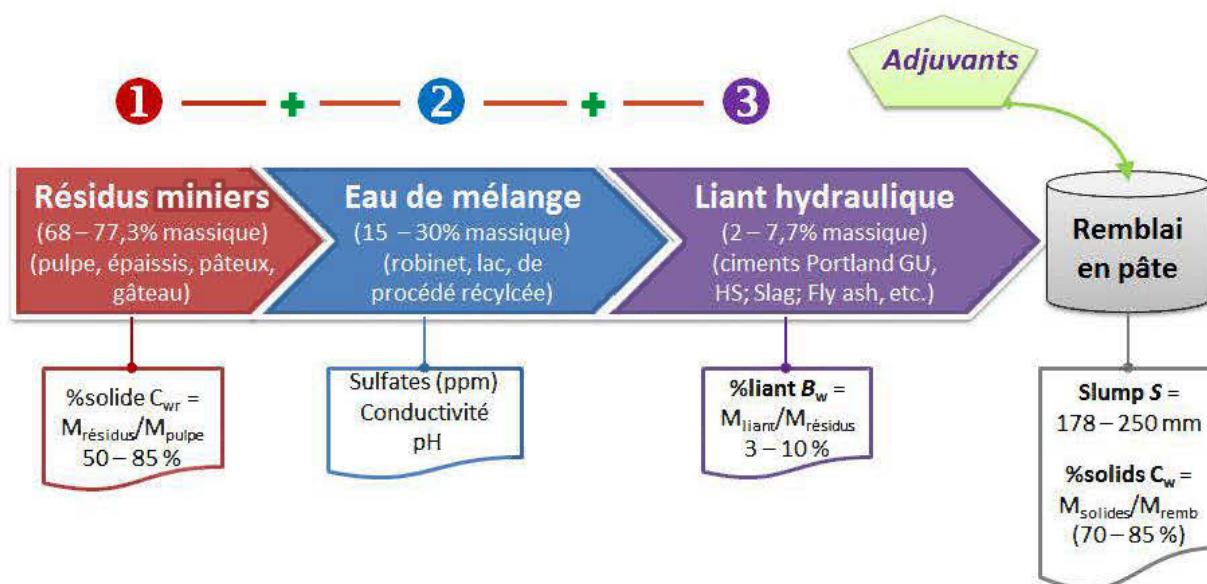 Adjuvants
1
+
2
+
3
Résidus miniers
(68 – 77,3% massique)
(pulpe, épaissis, pâteux,
gâteau)
Eau de mélange
(15 – 30% massique)
(robinet, lac, de
procédé récylcée)
Liant hydraulique
(2 – 7,7% massique)
(ciments Portland GU,
HS; Slag; Fly ash, etc.)
Remblai
en pâte
%solide Cwr =
Mrésidus/Mpulpe
50 – 85 %
Sulfates (ppm)
Conductivité
pH
%liant Bw =
Mliant/Mrésidus
3 – 10 %
Slump S =
178 – 250 mm
%solids Cw =
Msolides/Mremb
(70 – 85 %)